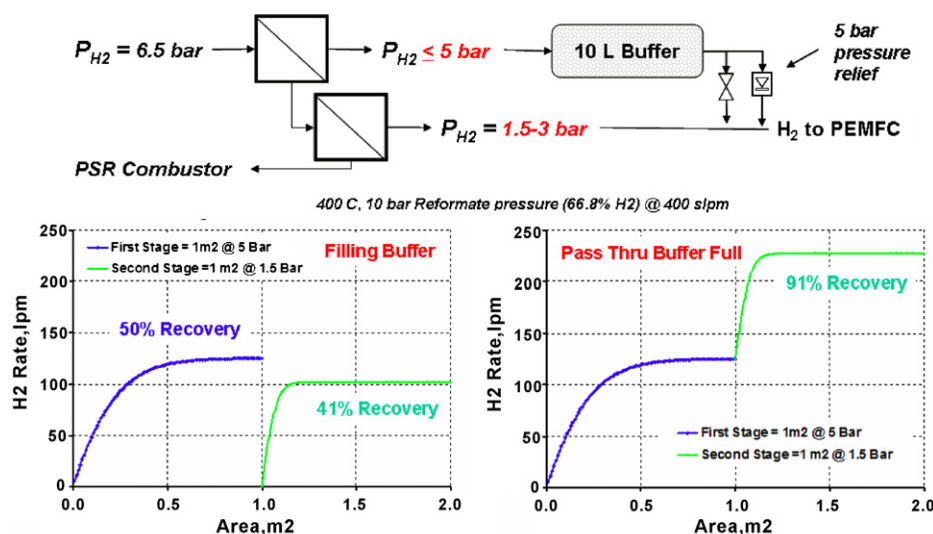 P_H2 = 6.5 bar
P_H2 ≤ 5 bar
10 L Buffer
5 bar
pressure
relief
P_H2 = 1.5-3 bar
H2 to PEMFC
PSR Combustor
400 C, 10 bar Reformate pressure (66.8% H2) @ 400 slpm
250
200
150
100
50
0
H2 Rate,lpm
First Stage = 1m2 @ 5 Bar
Second Stage =1 m2 @ 1.5 Bar
Filling Buffer
50% Recovery
41% Recovery
0.0 0.5 1.0 1.5 2.0
Area,m2
250
200
150
100
50
0
H2 Rate,lpm
Pass Thru Buffer Full
91% Recovery
First Stage = 1m2 @ 5 Bar
Second Stage =1 m2 @ 1.5 Bar
0.0 0.5 1.0 1.5 2.0
Area,m2